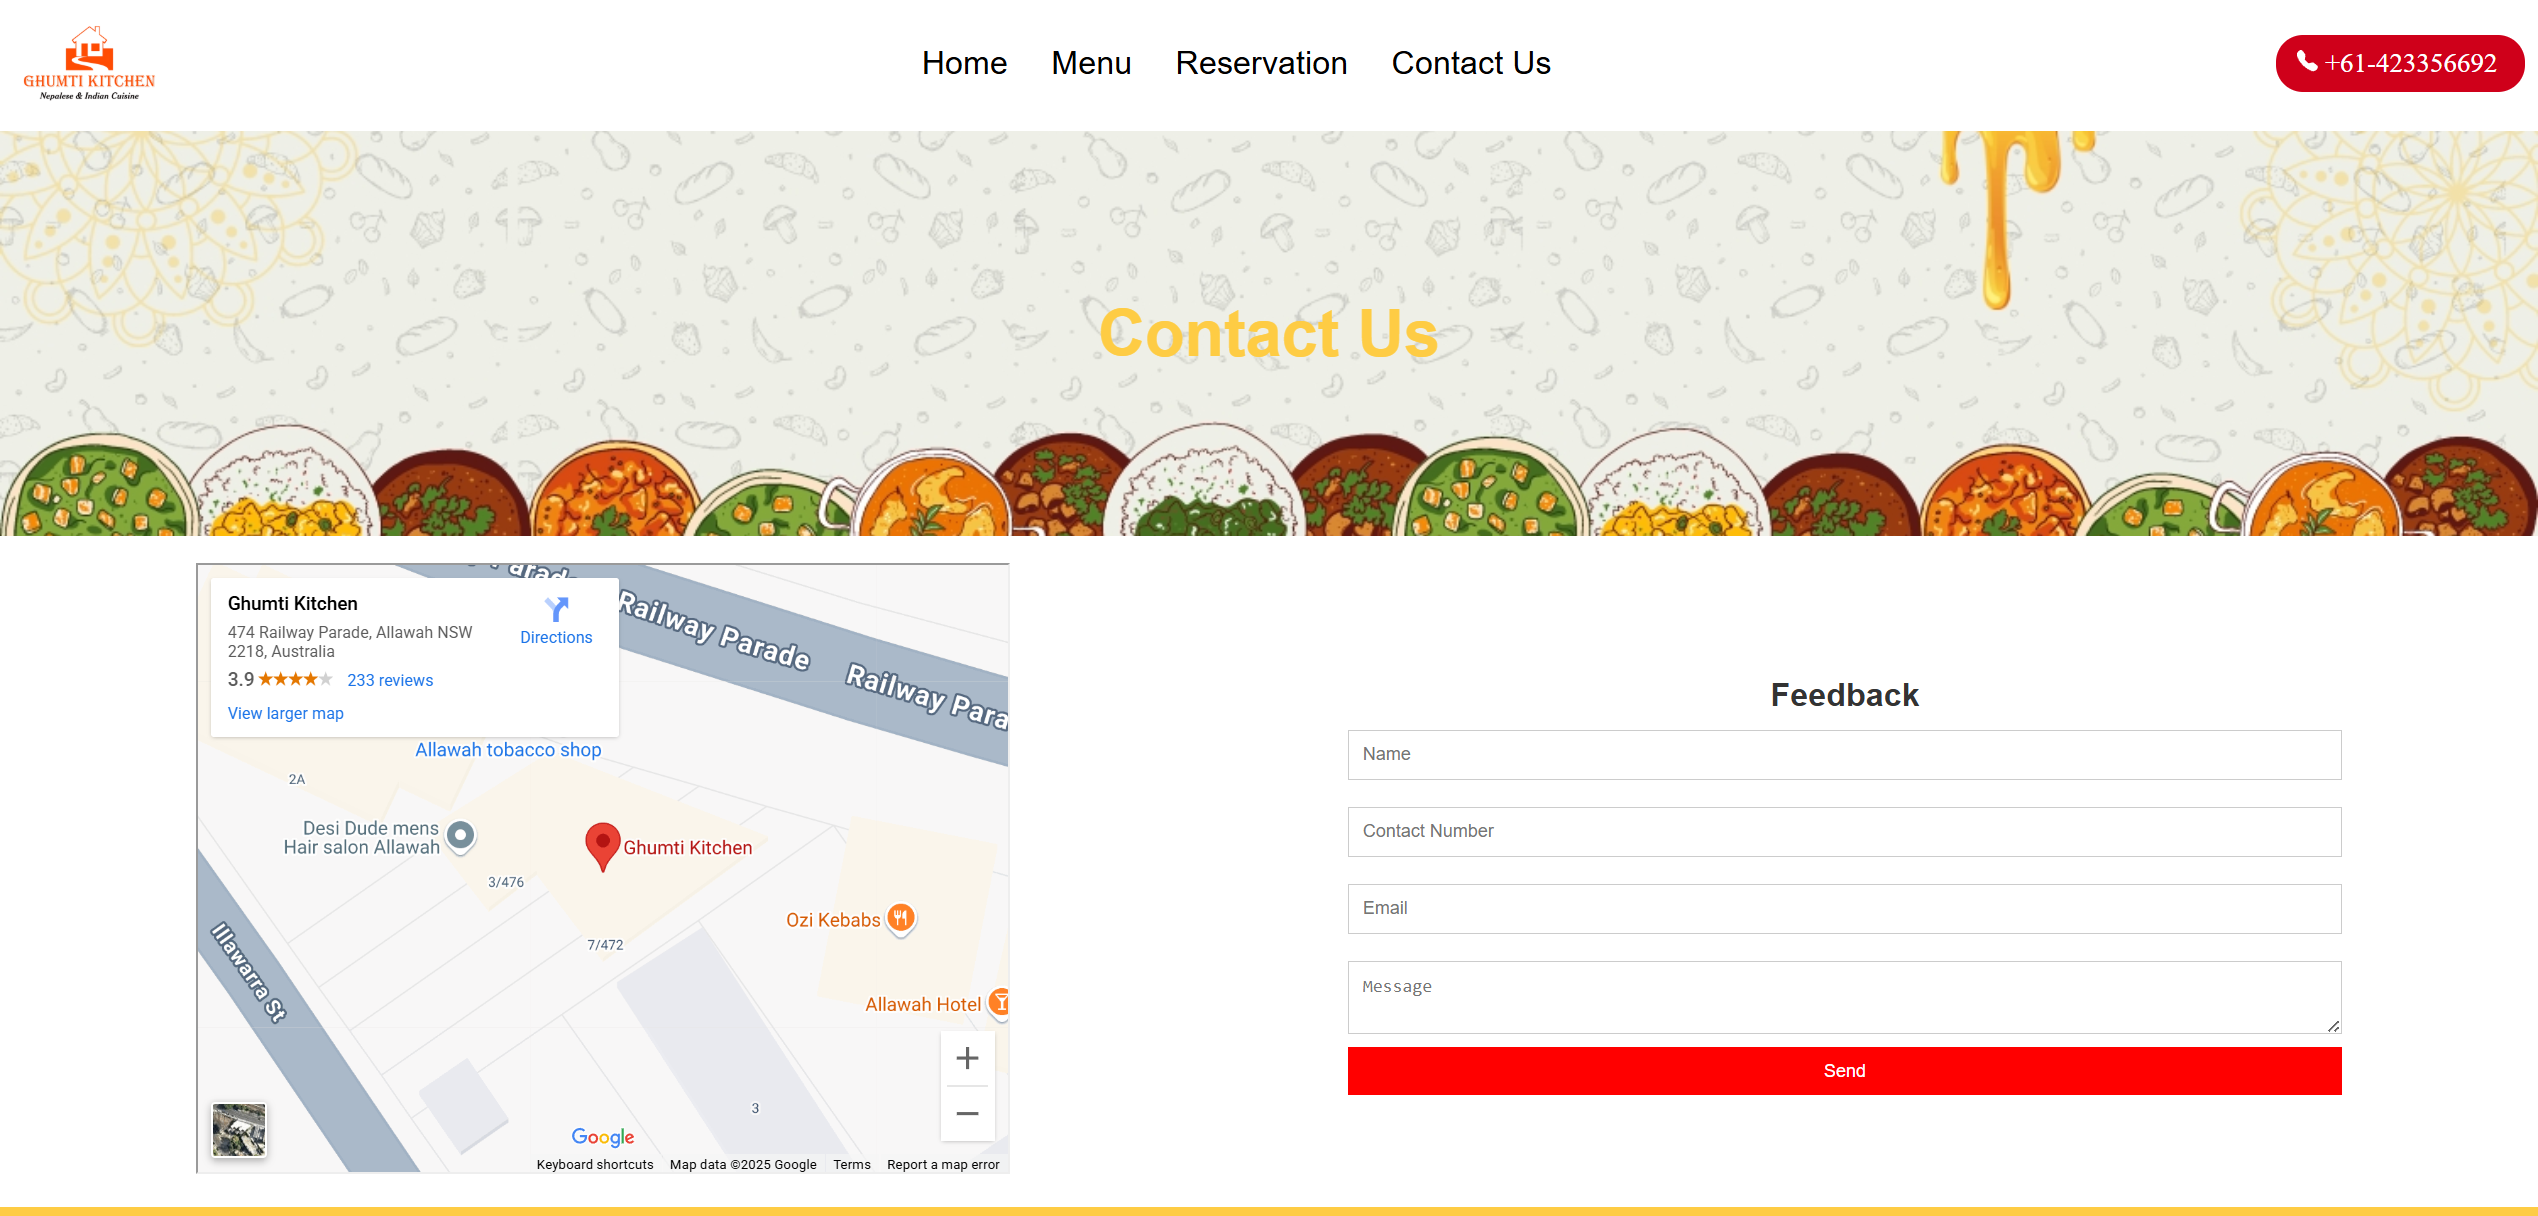 GHUMTI KITCHEN
Nepalese & Indian Cuisine
Home
Menu
Reservation
Contact Us
+61-423356692
Contact Us
Parade
Railway Parade
Railway Para
Ghumti Kitchen
474 Railway Parade, Allawah NSW
2218, Australia
Directions
3.9
233 reviews
View larger map
Allawah tobacco shop
2A
Desi Dude mens
Hair salon Allawah
Ghumti Kitchen
3/476
Ozi Kebabs
7/472
Illawarra St
Allawah Hotel
3
Google
Keyboard shortcuts
Map data ©2025 Google
Terms
Report a map error
Feedback
Name
Contact Number
Email
Message
Send